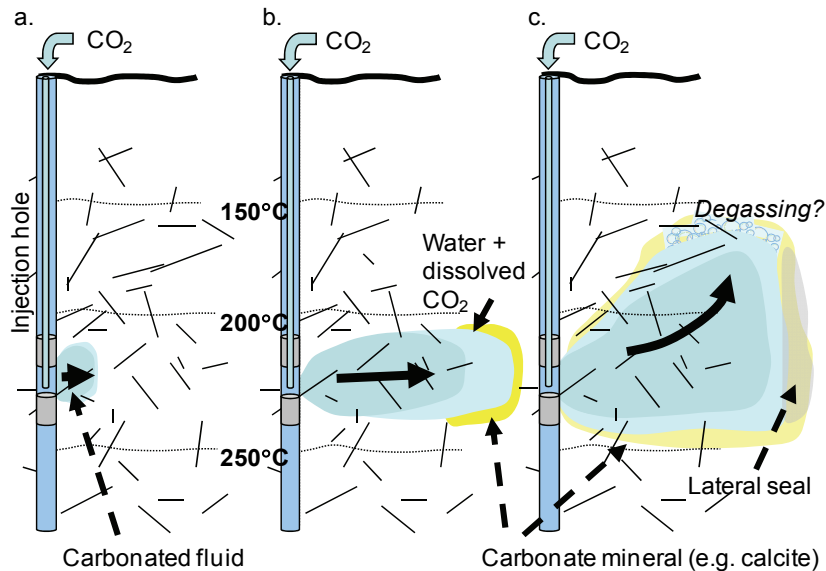 a.
b.
c.
CO2
CO2
CO2
Injection hole
150°C
Degassing?
Water +
dissolved
CO2
200°C
250°C
Lateral seal
Carbonated fluid
Carbonate mineral (e.g. calcite)